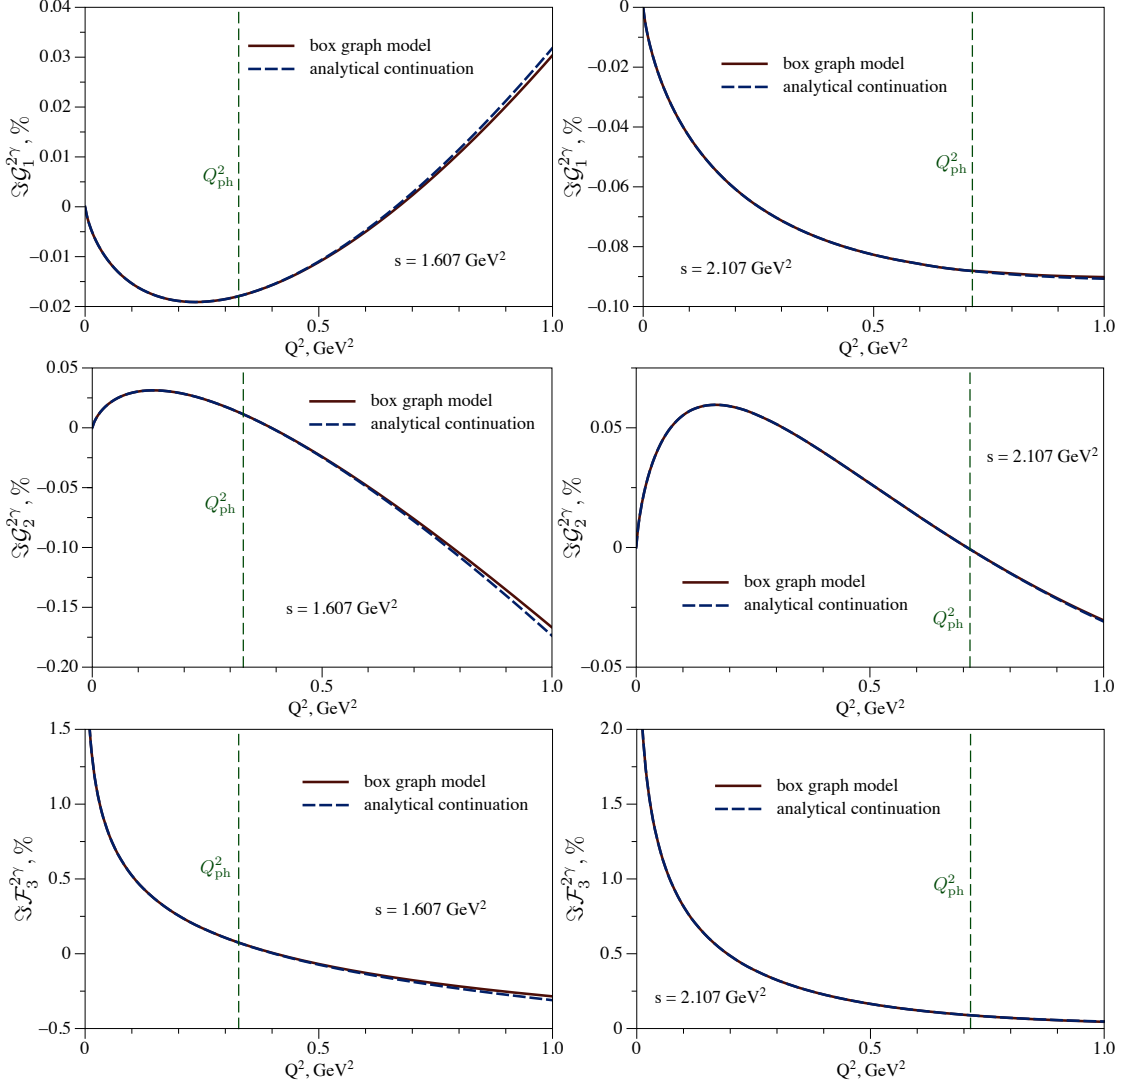 0.04
0.03
0.02
0.01
0
–0.01
–0.02
ℑ𝒢₁²ᵞ, %
box graph model
analytical continuation
Q²ph
s = 1.607 GeV²
0
0.5
1.0
Q², GeV²
0
–0.02
–0.04
–0.06
–0.08
–0.10
ℑ𝒢₁²ᵞ, %
box graph model
analytical continuation
Q²ph
s = 2.107 GeV²
0
0.5
1.0
Q², GeV²
0.05
0
–0.05
–0.10
–0.15
–0.20
ℑ𝒢₂²ᵞ, %
box graph model
analytical continuation
Q²ph
s = 1.607 GeV²
0
0.5
1.0
Q², GeV²
0.05
0
–0.05
ℑ𝒢₂²ᵞ, %
s = 2.107 GeV²
box graph model
analytical continuation
Q²ph
0
0.5
1.0
Q², GeV²
1.5
1.0
0.5
0
–0.5
ℑℱ₃²ᵞ, %
box graph model
analytical continuation
Q²ph
s = 1.607 GeV²
0
0.5
1.0
Q², GeV²
2.0
1.5
1.0
0.5
0
ℑℱ₃²ᵞ, %
box graph model
analytical continuation
Q²ph
s = 2.107 GeV²
0
0.5
1.0
Q², GeV²